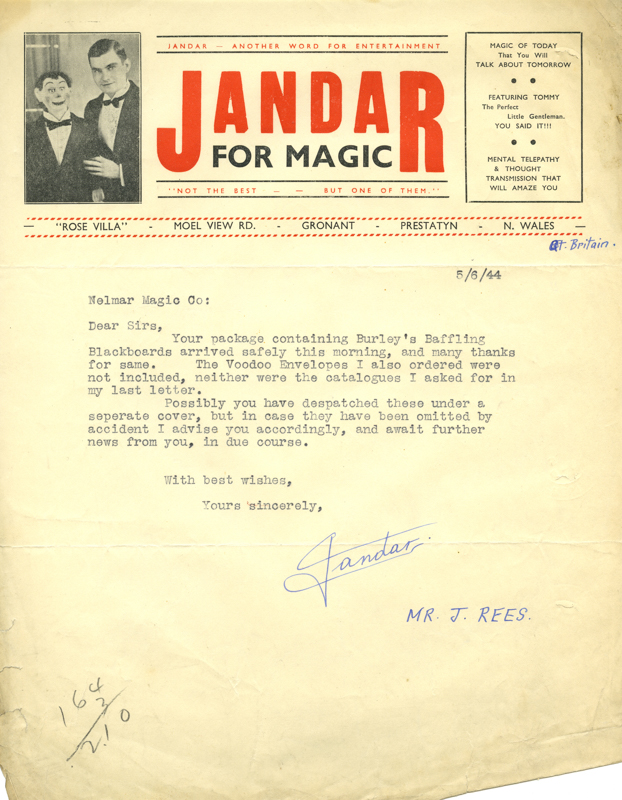 JANDAR — ANOTHER WORD FOR ENTERTAINMENT
JANDAR
FOR MAGIC
"NOT THE BEST — — BUT ONE OF THEM."
MAGIC OF TODAY
That You Will
TALK ABOUT TOMORROW
FEATURING TOMMY
The Perfect
Little Gentleman.
YOU SAID IT!!!
MENTAL TELEPATHY
& THOUGHT
TRANSMISSION THAT
WILL AMAZE YOU
— "ROSE VILLA" - MOEL VIEW RD. - GRONANT - PRESTATYN - N. WALES —
GT. Britain.
5/6/44
Nelmar Magic Co:
Dear Sirs,
Your package containing Burley's Baffling
Blackboards arrived safely this morning, and many thanks
for same. The Voodoo Envelopes I also ordered were
not included, neither were the catalogues I asked for in
my last letter.
Possibly you have despatched these under a
seperate cover, but in case they have been omitted by
accident I advise you accordingly, and await further
news from you, in due course.
With best wishes,
Yours sincerely,
Jandar.
MR. J. REES.
164
2
210